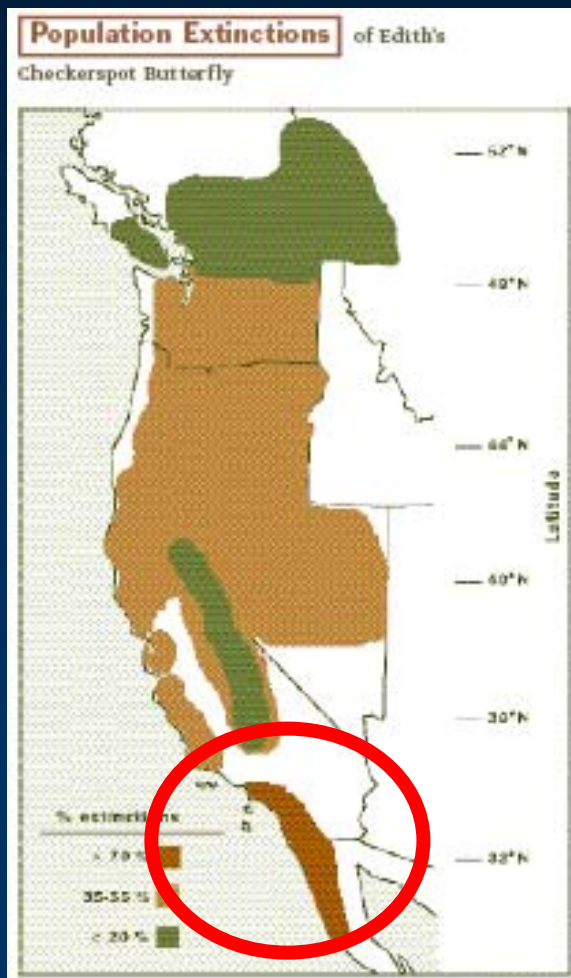 Population Extinctions of Edith's
Checkerspot Butterfly
52°N
48°N
44°N
Latitude
40°N
36°N
% extinctions
70 %
32°N
35-55 %
< 20 %